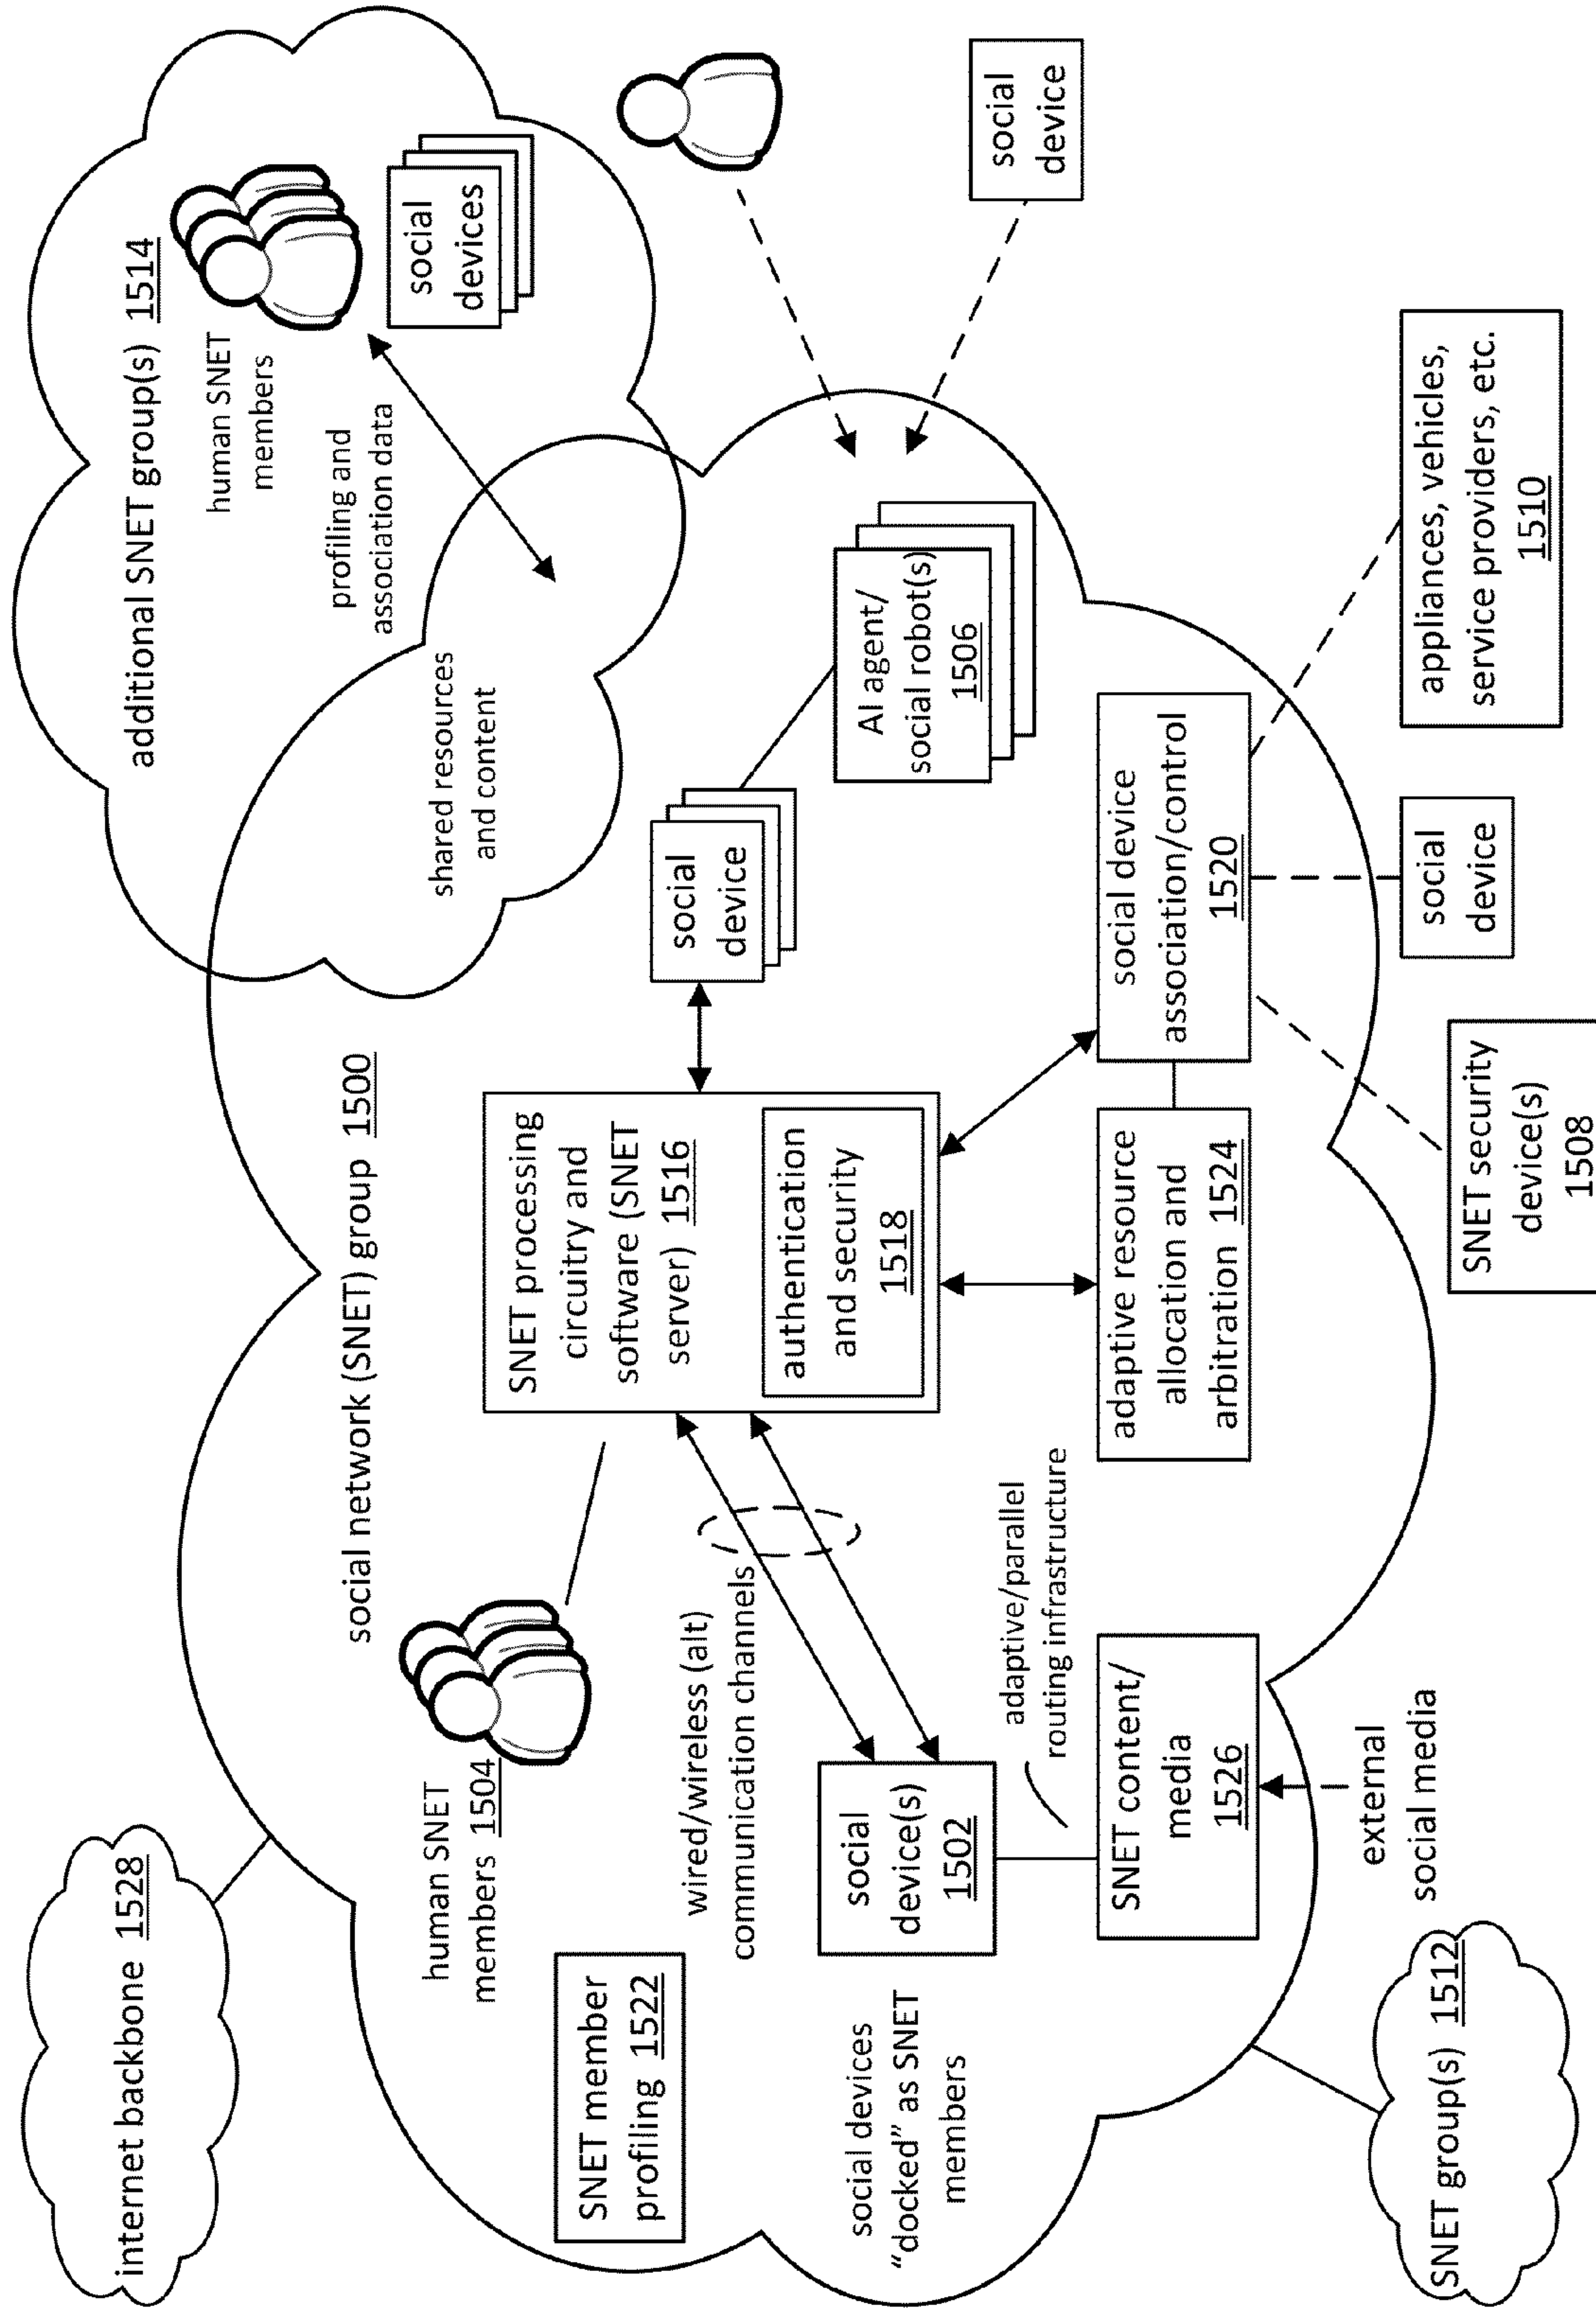 internet backbone 1528
social network (SNET) group 1500
additional SNET group(s) 1514
human SNET
members
profiling and
association data
social
devices
shared resources
and content
human SNET
members 1504
SNET member
profiling 1522
wired/wireless (alt)
communication channels
SNET processing
circuitry and
software (SNET
server) 1516
authentication
and security
1518
social
device
AI agent/
social robot(s)
1506
social
device
social devices
“docked” as SNET
members
social
device(s)
1502
adaptive/parallel
routing infrastructure
SNET content/
media
1526
adaptive resource
allocation and
arbitration 1524
social device
association/control
1520
external
social media
SNET group(s) 1512
SNET security
device(s)
1508
social
device
appliances, vehicles,
service providers, etc.
1510